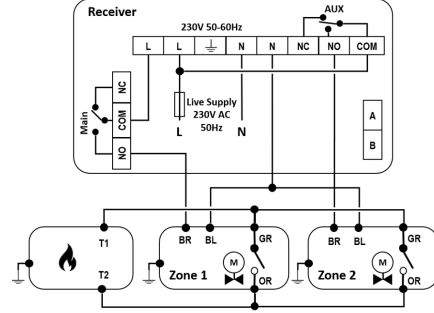 Receiver
AUX
230V 50-60Hz
L
L
N
N
NC
NO
COM
NC
COM
NO
Main
Live Supply
230V AC
50Hz
L
N
A
B
T1
T2
BR
BL
GR
M
Zone 1
OR
BR
BL
GR
M
Zone 2
OR